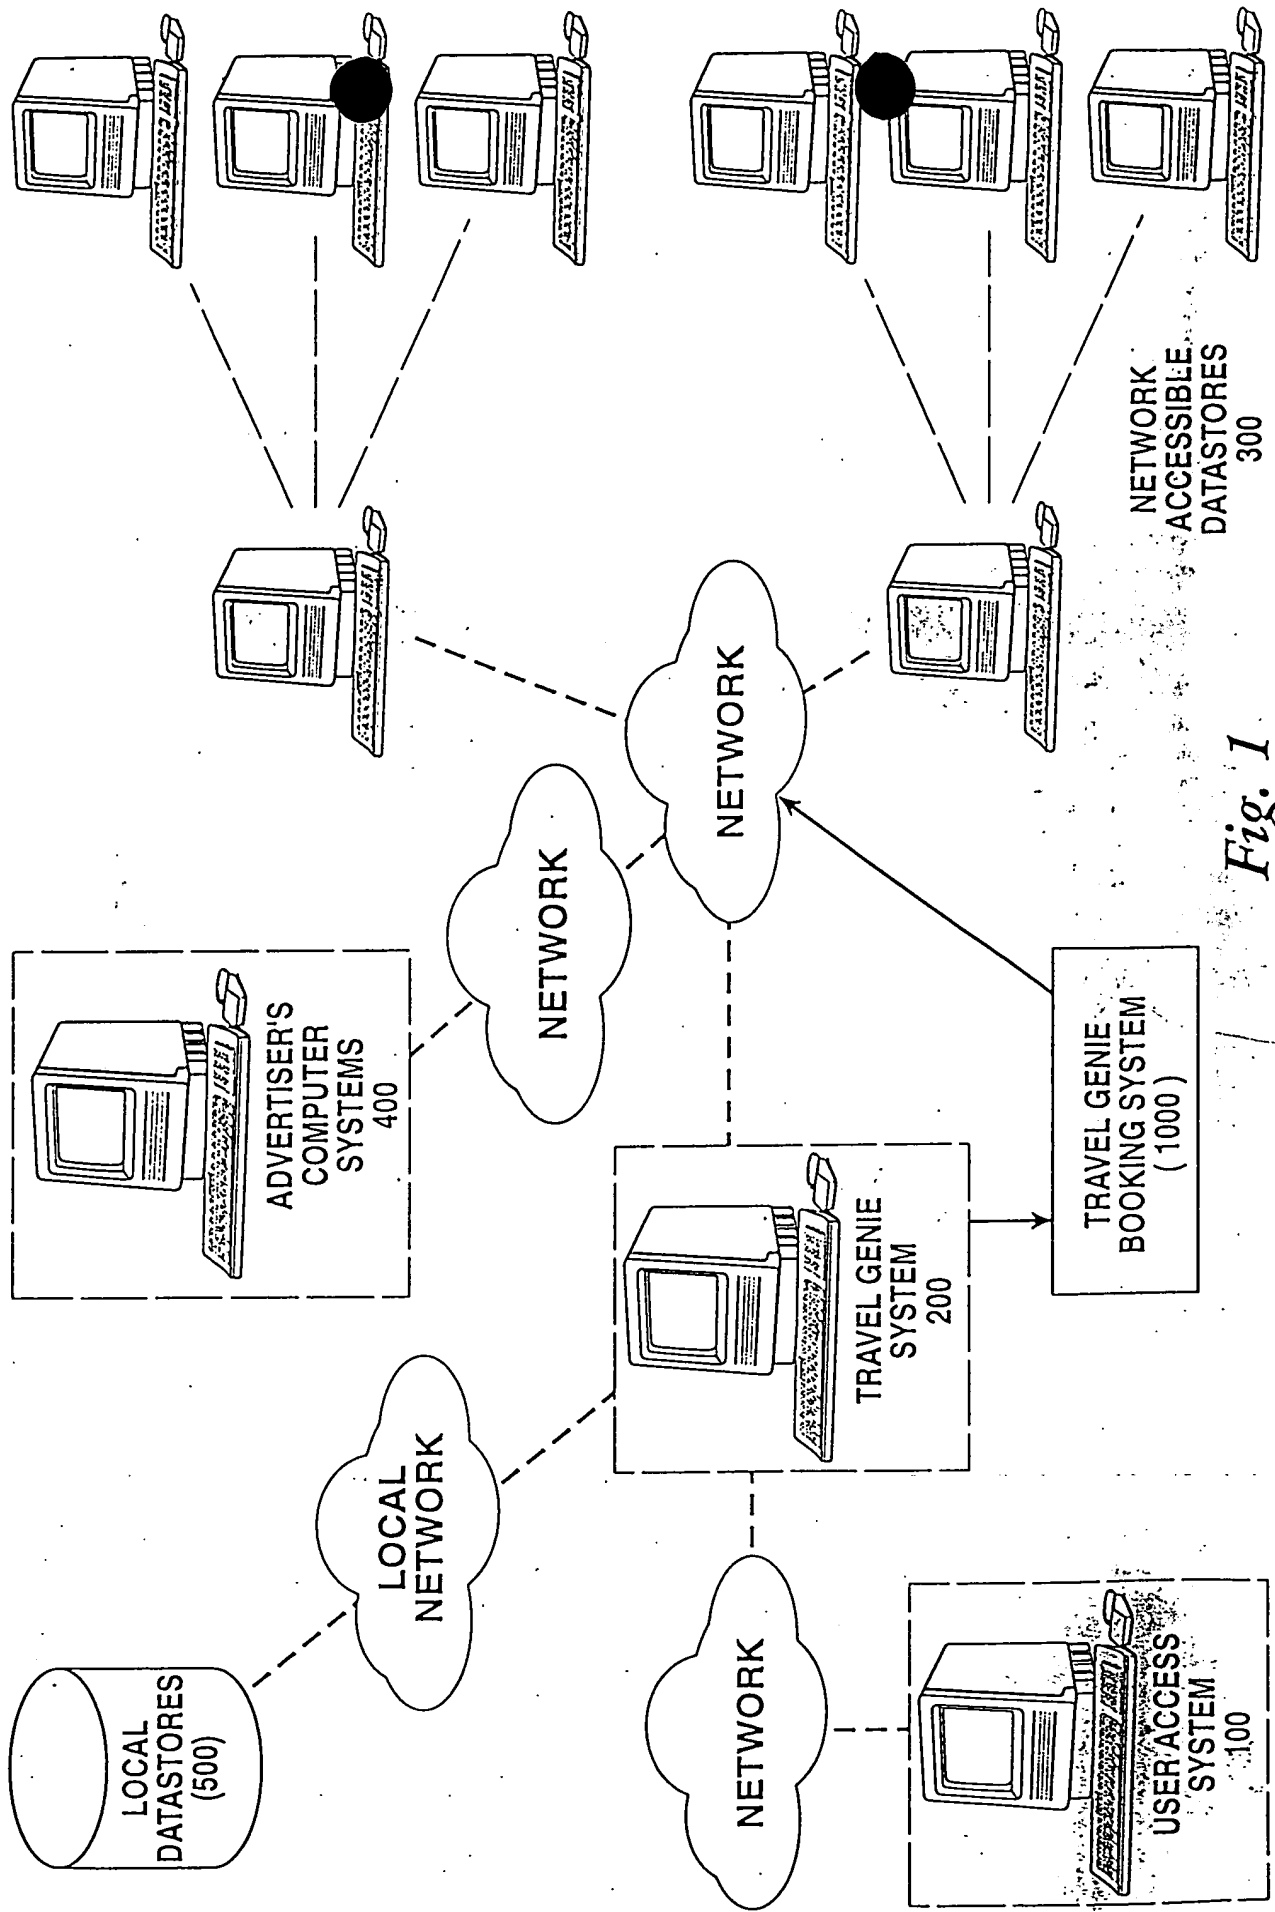 LOCAL
DATASTORES
(500)
LOCAL
NETWORK
ADVERTISER'S
COMPUTER
SYSTEMS
400
NETWORK
NETWORK
NETWORK
TRAVEL GENIE
SYSTEM
200
USER ACCESS
SYSTEM
100
TRAVEL GENIE
BOOKING SYSTEM
(1000)
NETWORK
ACCESSIBLE
DATASTORES
300
Fig. 1